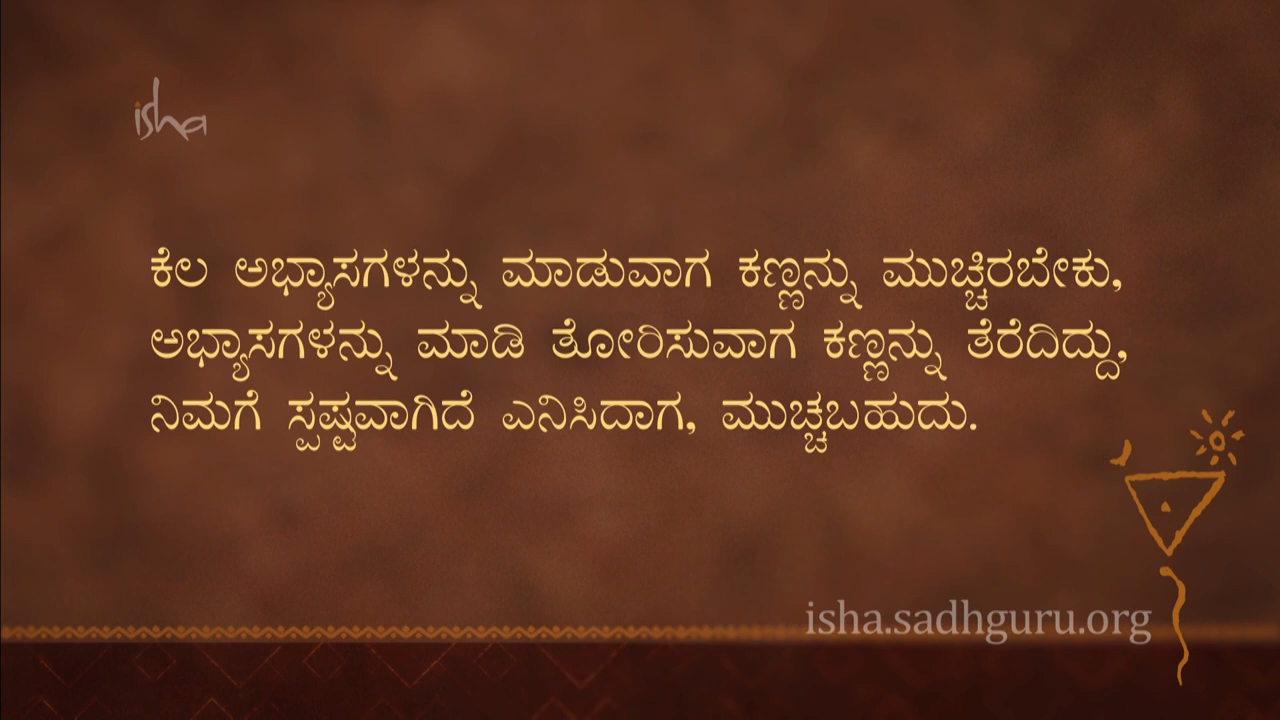 isha
ಕೆಲ ಅಭ್ಯಾಸಗಳನ್ನು ಮಾಡುವಾಗ ಕಣ್ಣನ್ನು ಮುಚ್ಚಿರಬೇಕು,
ಅಭ್ಯಾಸಗಳನ್ನು ಮಾಡಿ ತೋರಿಸುವಾಗ ಕಣ್ಣನ್ನು ತೆರೆದಿದ್ದು,
ನಿಮಗೆ ಸ್ಪಷ್ಟವಾಗಿದೆ ಎನಿಸಿದಾಗ, ಮುಚ್ಚಬಹುದು.
isha.sadhguru.org